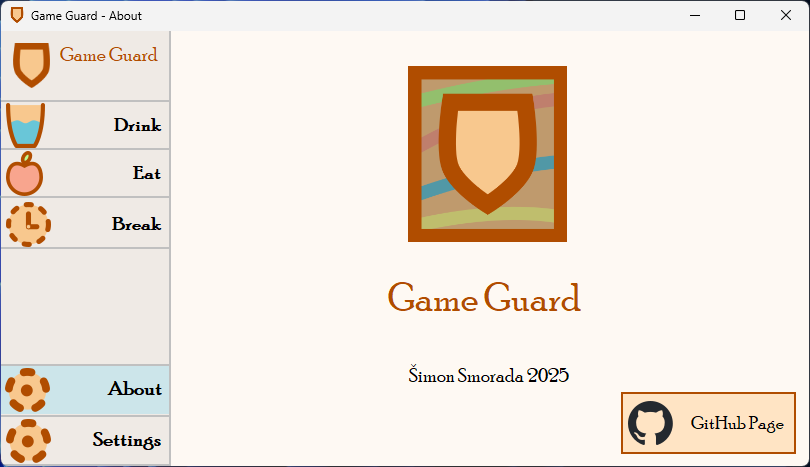 Game Guard - About
Game Guard
Drink
Eat
Break
About
Settings
Game Guard
Šimon Smorada 2025
GitHub Page